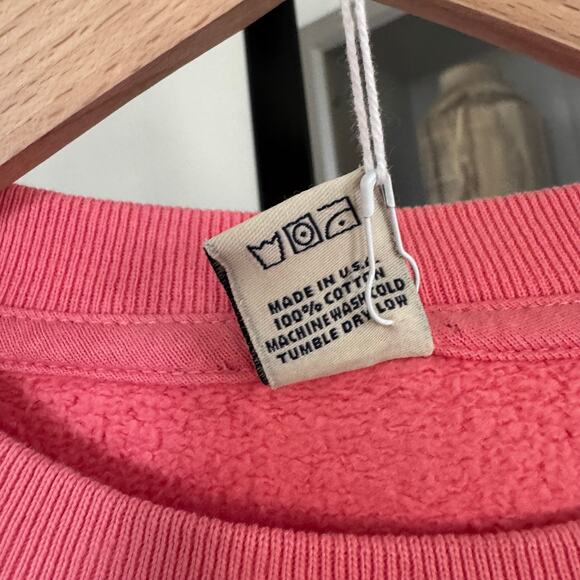 MADE IN U.S.A.
100% COTTON
MACHINE WASH COLD
TUMBLE DRY LOW